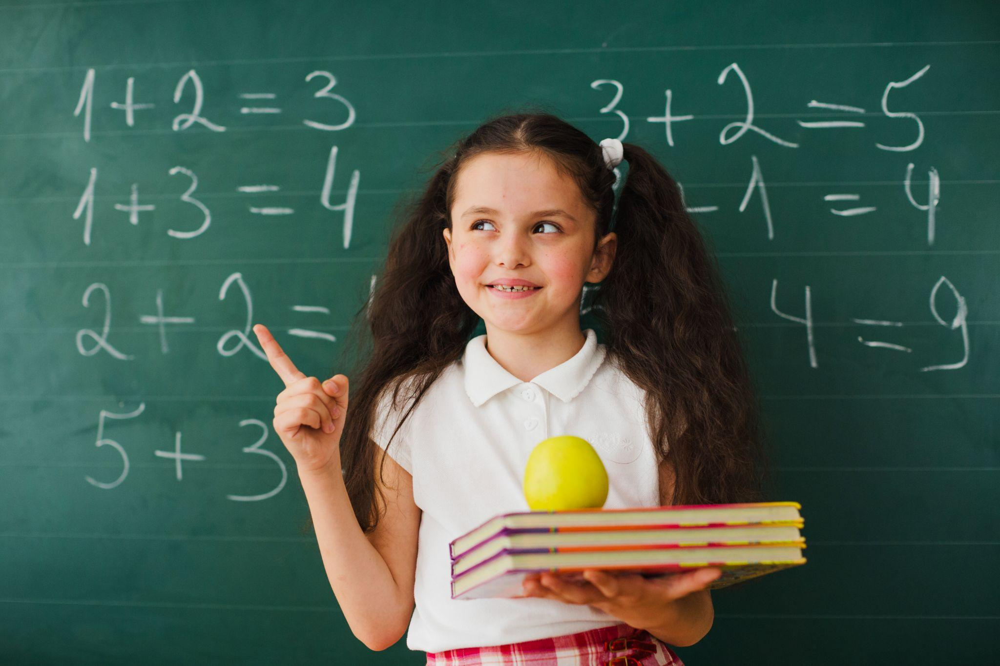 1 + 2 = 3
1 + 3 = 4
2 + 2 =
5 + 3
3 + 2 = 5
- 1 = 4
4 = 9